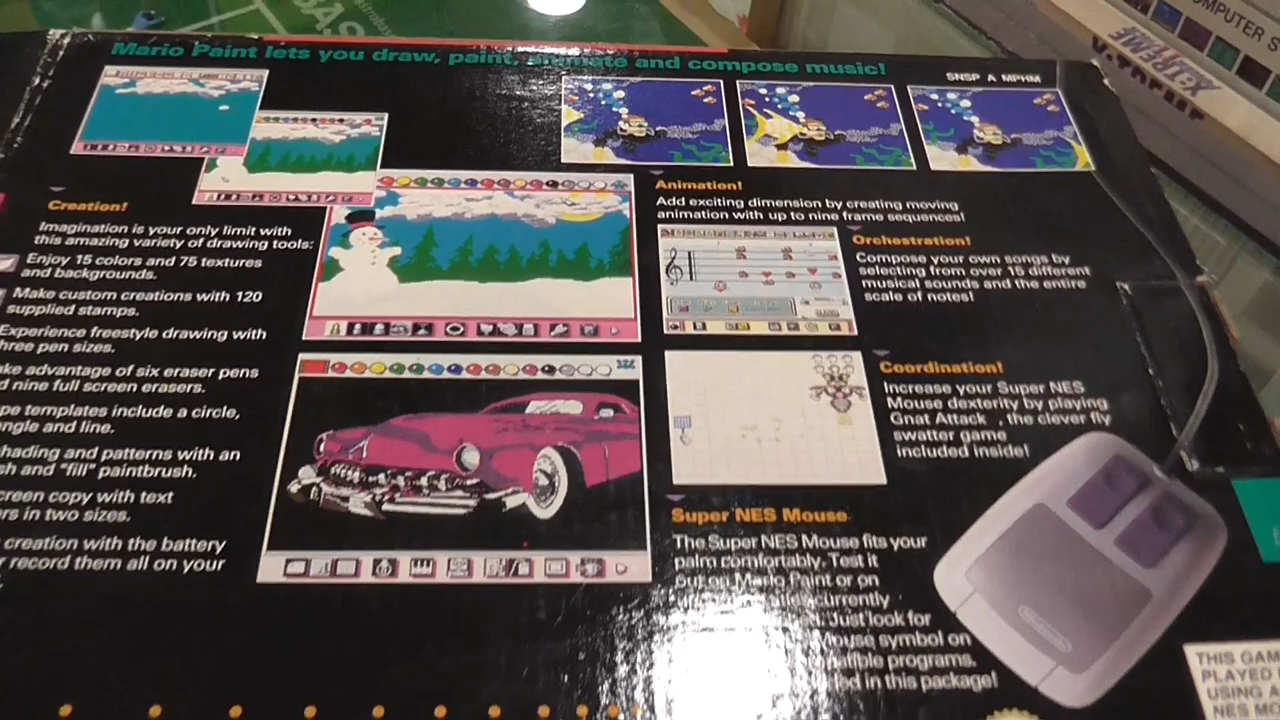 Mario Paint lets you draw, paint, animate and compose music!
SNSP A MPHM
COMPUTER S
Creation!
Imagination is your only limit with
this amazing variety of drawing tools:
Enjoy 15 colors and 75 textures
and backgrounds.
Make custom creations with 120
supplied stamps.
Experience freestyle drawing with
hree pen sizes.
ke advantage of six eraser pens
d nine full screen erasers.
pe templates include a circle,
ngle and line.
hading and patterns with an
sh and "fill" paintbrush.
creen copy with text
rs in two sizes.
creation with the battery
r record them all on your
Animation!
Add exciting dimension by creating moving
animation with up to nine frame sequences!
Orchestration!
Compose your own songs by
selecting from over 15 different
musical sounds and the entire
scale of notes!
Coordination!
Increase your Super NES
Mouse dexterity by playing
Gnat Attack , the clever fly
swatter game
included inside!
Super NES Mouse
The Super NES Mouse fits your
palm comfortably. Test it
out on Mario Paint or on
currently
Just look for
Mouse symbol on
programs.
in this package!
THIS GAM
PLAYED
USING A
NES MO